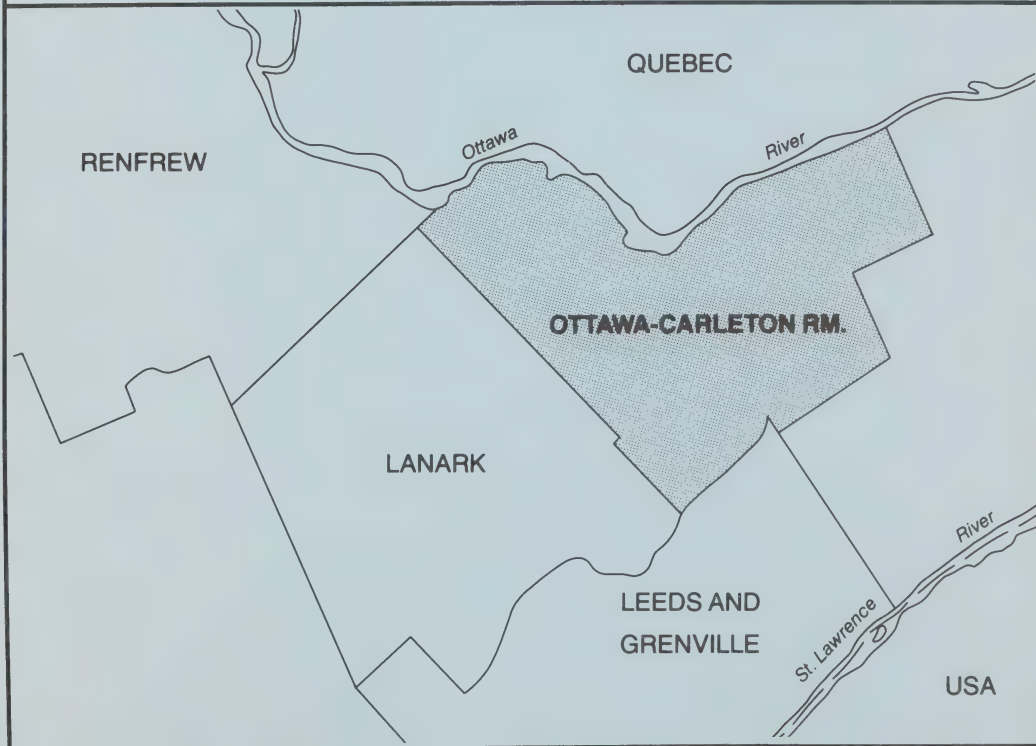 QUEBEC
RENFREW
Ottawa River
OTTAWA-CARLETON RM.
LANARK
LEEDS AND
GRENVILLE
St. Lawrence River
USA